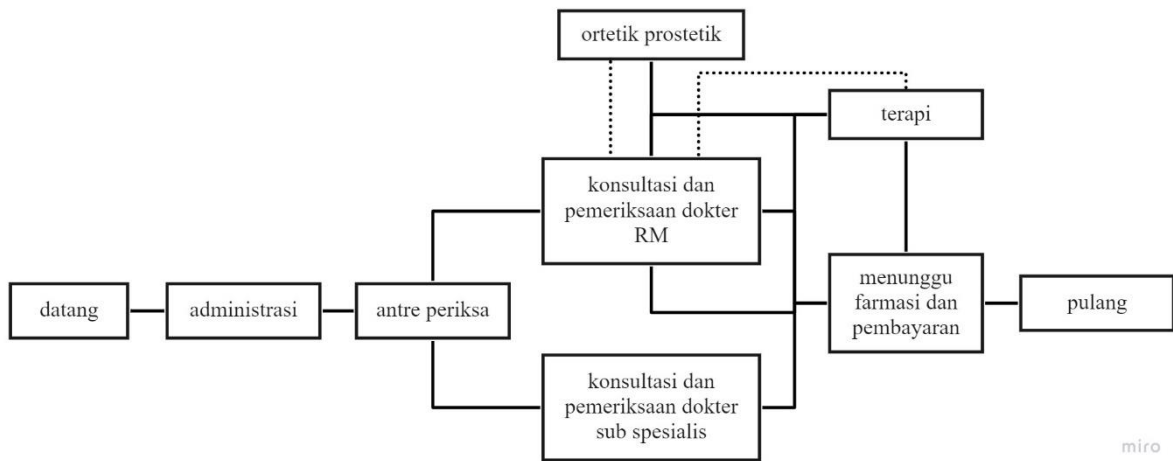 ortetik prostetik
terapi
konsultasi dan
pemeriksaan dokter
RM
datang
administrasi
antre periksa
menunggu
farmasi dan
pembayaran
pulang
konsultasi dan
pemeriksaan dokter
sub spesialis
miro